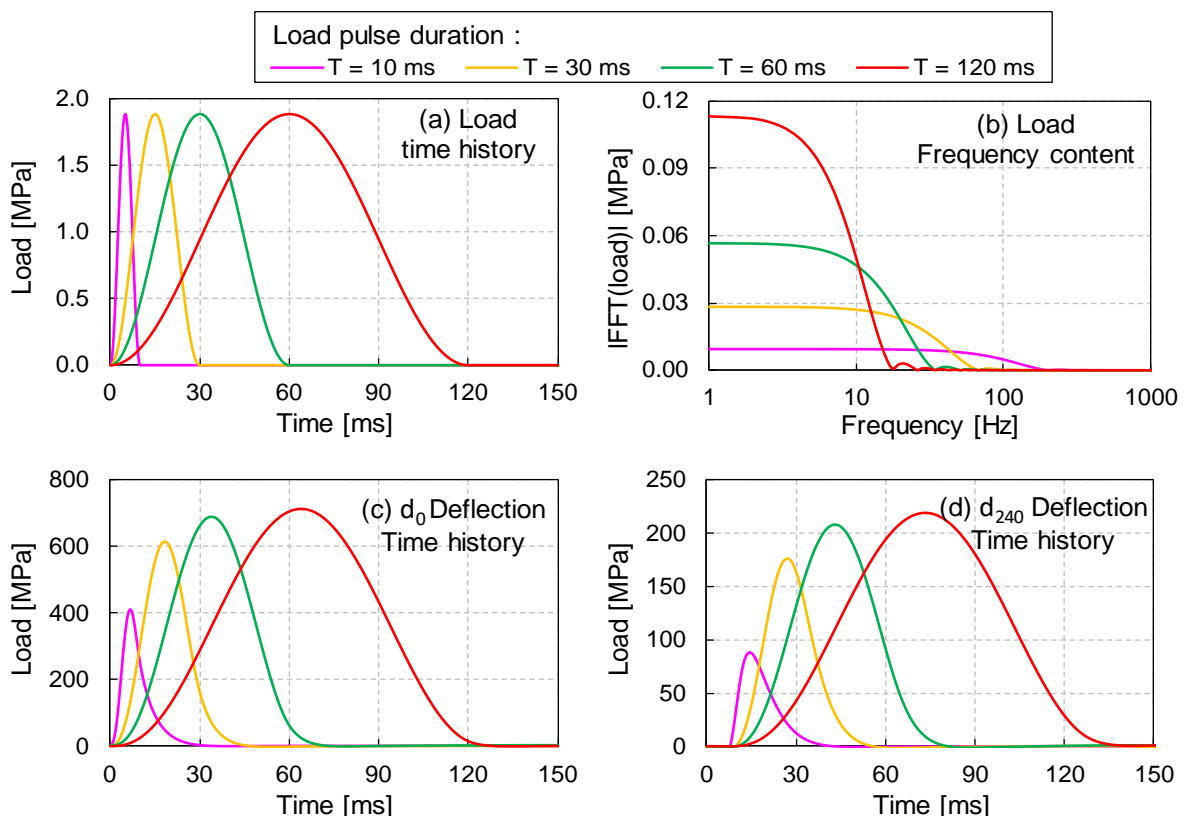 Load pulse duration :
T = 10 ms T = 30 ms T = 60 ms T = 120 ms
(a) Load
time history
Load [MPa]
2.0
1.5
1.0
0.5
0.0
0 30 60 90 120 150
Time [ms]
(b) Load
Frequency content
|FFT(load)| [MPa]
0.12
0.09
0.06
0.03
0.00
1 10 100 1000
Frequency [Hz]
(c) d0 Deflection
Time history
Load [MPa]
800
600
400
200
0
0 30 60 90 120 150
Time [ms]
(d) d240 Deflection
Time history
Load [MPa]
250
200
150
100
50
0
0 30 60 90 120 150
Time [ms]